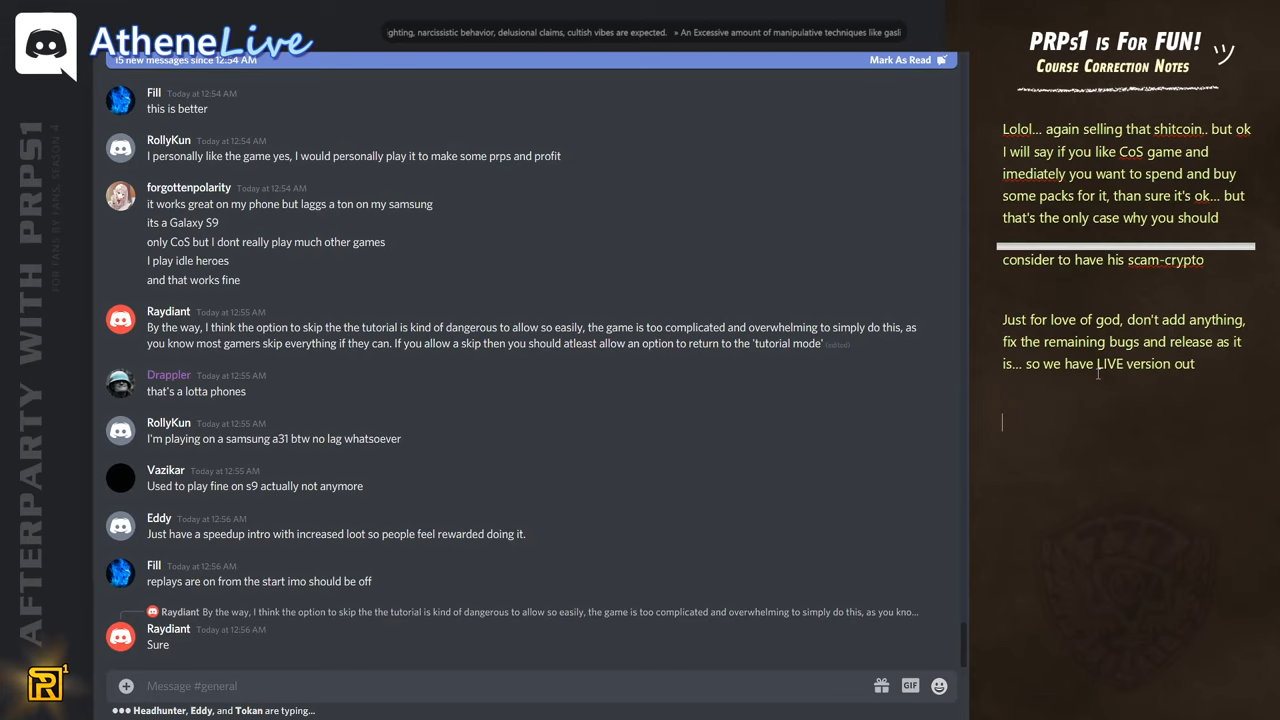 AtheneLive
ighting, narcissistic behavior, delusional claims, cultish vibes are expected. » An Excessive amount of manipulative techniques like gasli
15 new messages since 12:54 AM
Mark As Read
Fill Today at 12:54 AM
this is better
RollyKun Today at 12:54 AM
I personally like the game yes, I would personally play it to make some prps and profit
forgottenpolarity Today at 12:54 AM
it works great on my phone but laggs a ton on my samsung
its a Galaxy S9
only CoS but I dont really play much other games
I play idle heroes
and that works fine
Raydiant Today at 12:55 AM
By the way, I think the option to skip the the tutorial is kind of dangerous to allow so easily, the game is too complicated and overwhelming to simply do this, as
you know most gamers skip everything if they can. If you allow a skip then you should atleast allow an option to return to the 'tutorial mode' (edited)
Drappler Today at 12:55 AM
that's a lotta phones
RollyKun Today at 12:55 AM
I'm playing on a samsung a31 btw no lag whatsoever
Vazikar Today at 12:55 AM
Used to play fine on s9 actually not anymore
Eddy Today at 12:56 AM
Just have a speedup intro with increased loot so people feel rewarded doing it.
Fill Today at 12:56 AM
replays are on from the start imo should be off
Raydiant By the way, I think the option to skip the the tutorial is kind of dangerous to allow so easily, the game is too complicated and overwhelming to simply do this, as you kno...
Raydiant Today at 12:56 AM
Sure
Message #general
GIF
Headhunter, Eddy, and Tokan are typing...
AFTERPARTY WITH PRPS1
FOR FANS, BY FANS, SEASON 4
R1
PRPs1 is For FUN!
Course Correction Notes
ツ
Lolol... again selling that shitcoin.. but ok
I will say if you like CoS game and
imediately you want to spend and buy
some packs for it, than sure it's ok... but
that's the only case why you should
consider to have his scam-crypto
Just for love of god, don't add anything,
fix the remaining bugs and release as it
is... so we have LIVE version out